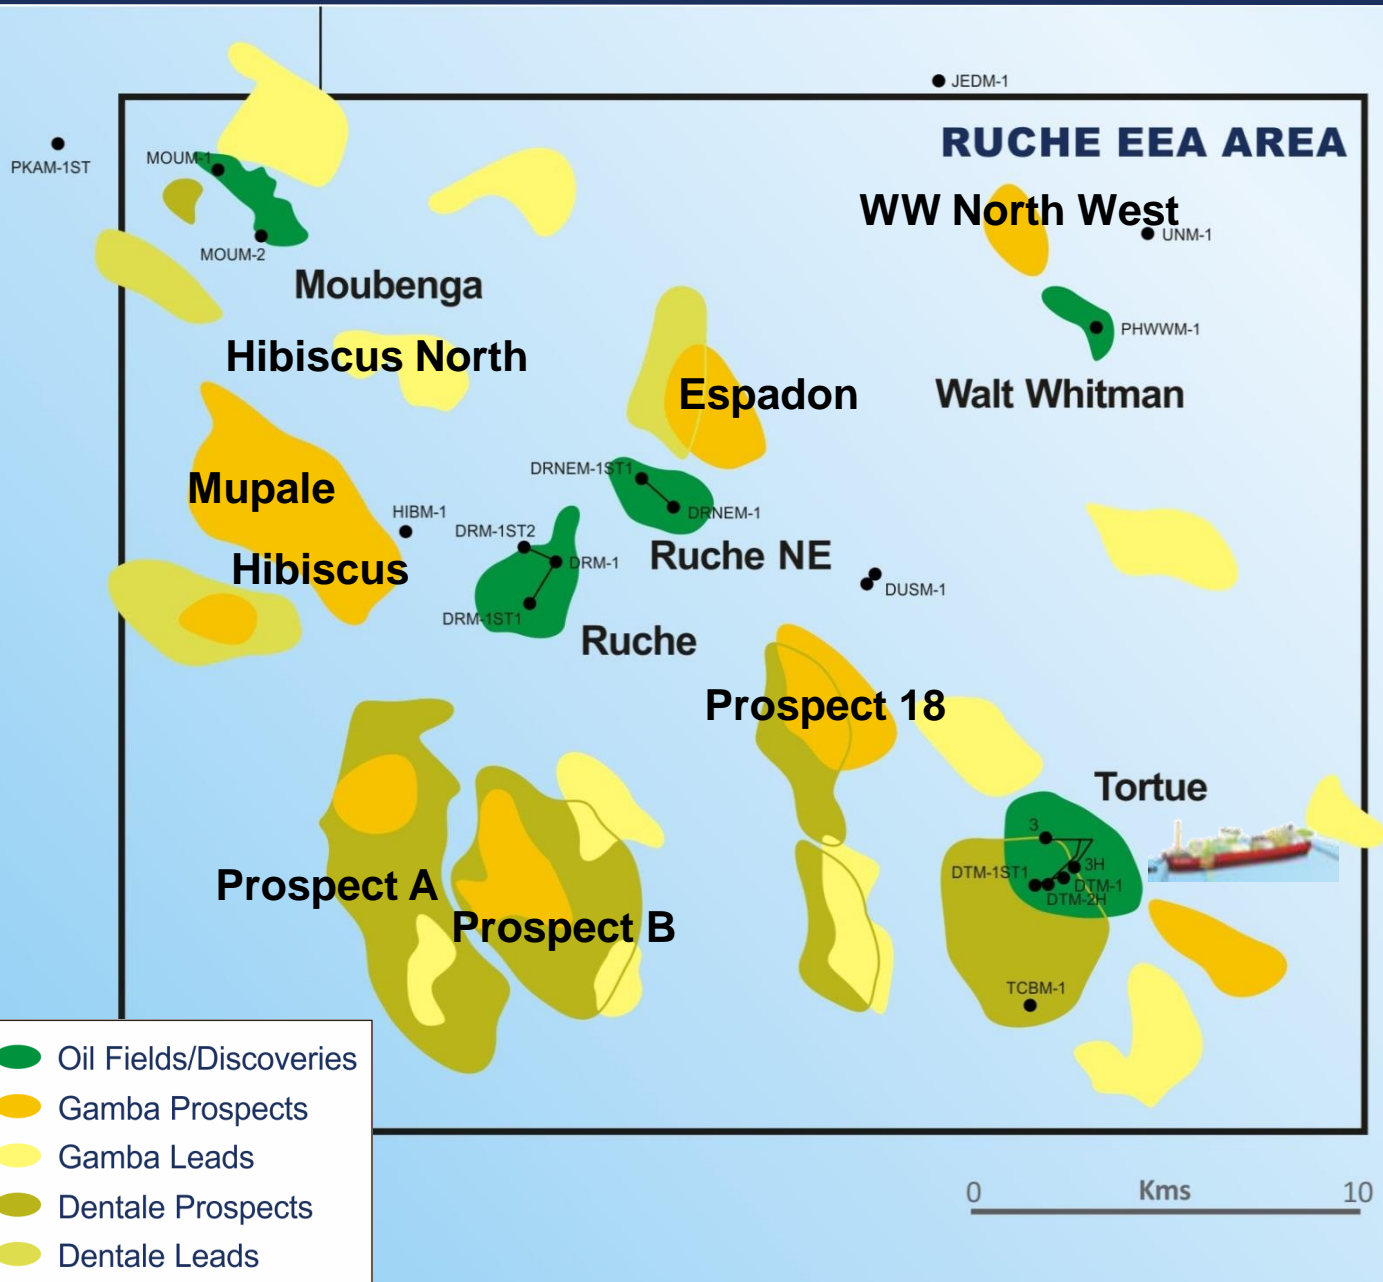 JEDM-1
RUCHE EEA AREA
PKAM-1ST
MOUM-1
WW North West
UNM-1
MOUM-2
Moubenga
PHWWM-1
Hibiscus North
Espadon
Walt Whitman
DRNEM-1ST1
Mupale
HIBM-1
DRNEM-1
DRM-1ST2
Ruche NE
DRM-1
Hibiscus
DUSM-1
DRM-1ST1
Ruche
Prospect 18
Tortue
3
3H
DTM-1ST1
DTM-1
DTM-2H
Prospect A
Prospect B
TCBM-1
Oil Fields/Discoveries
Gamba Prospects
Gamba Leads
Dentale Prospects
Dentale Leads
0 Kms 10